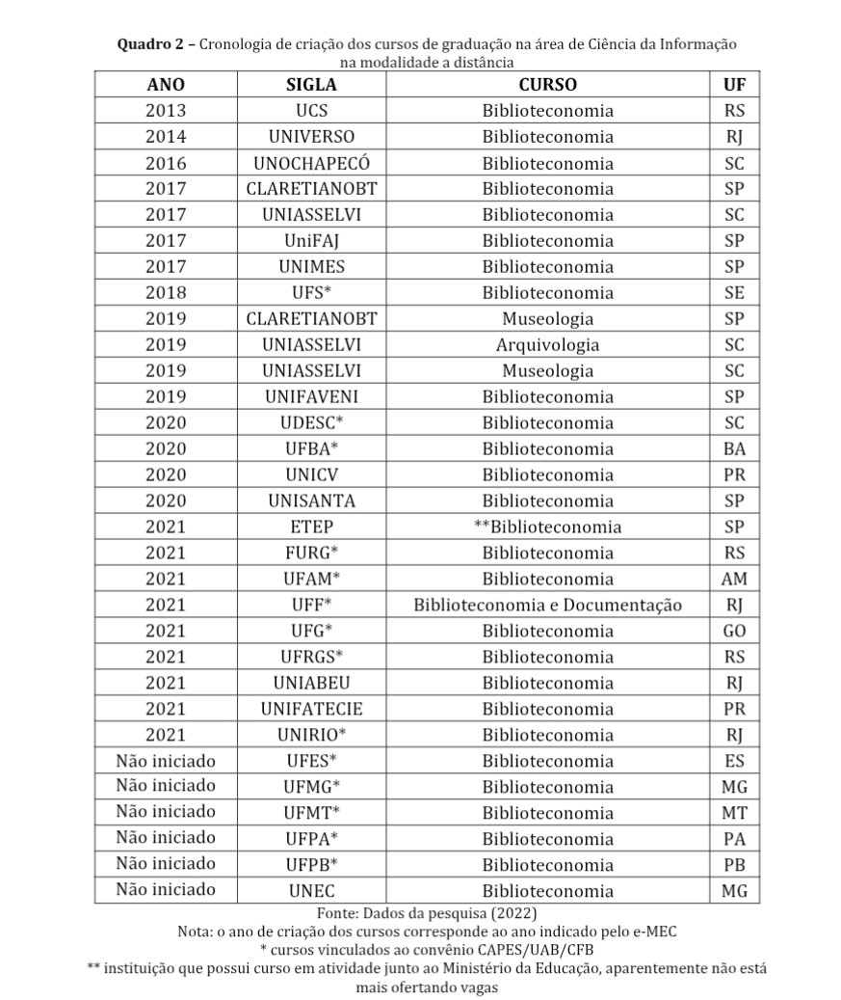 Quadro 2 – Cronologia de criação dos cursos de graduação na área de Ciência da Informação
na modalidade a distância
ANO SIGLA CURSO UF
2013 UCS Biblioteconomia RS
2014 UNIVERSO Biblioteconomia RJ
2016 UNOCHAPECÓ Biblioteconomia SC
2017 CLARETIANOBT Biblioteconomia SP
2017 UNIASSELVI Biblioteconomia SC
2017 UniFAJ Biblioteconomia SP
2017 UNIMES Biblioteconomia SP
2018 UFS* Biblioteconomia SE
2019 CLARETIANOBT Museologia SP
2019 UNIASSELVI Arquivologia SC
2019 UNIASSELVI Museologia SC
2019 UNIFAVENI Biblioteconomia SP
2020 UDESC* Biblioteconomia SC
2020 UFBA* Biblioteconomia BA
2020 UNICV Biblioteconomia PR
2020 UNISANTA Biblioteconomia SP
2021 ETEP **Biblioteconomia SP
2021 FURG* Biblioteconomia RS
2021 UFAM* Biblioteconomia AM
2021 UFF* Biblioteconomia e Documentação RJ
2021 UFG* Biblioteconomia GO
2021 UFRGS* Biblioteconomia RS
2021 UNIABEU Biblioteconomia RJ
2021 UNIFATECIE Biblioteconomia PR
2021 UNIRIO* Biblioteconomia RJ
Não iniciado UFES* Biblioteconomia ES
Não iniciado UFMG* Biblioteconomia MG
Não iniciado UFMT* Biblioteconomia MT
Não iniciado UFPA* Biblioteconomia PA
Não iniciado UFPB* Biblioteconomia PB
Não iniciado UNEC Biblioteconomia MG
Fonte: Dados da pesquisa (2022)
Nota: o ano de criação dos cursos corresponde ao ano indicado pelo e-MEC
* cursos vinculados ao convênio CAPES/UAB/CFB
** instituição que possui curso em atividade junto ao Ministério da Educação, aparentemente não está
mais ofertando vagas